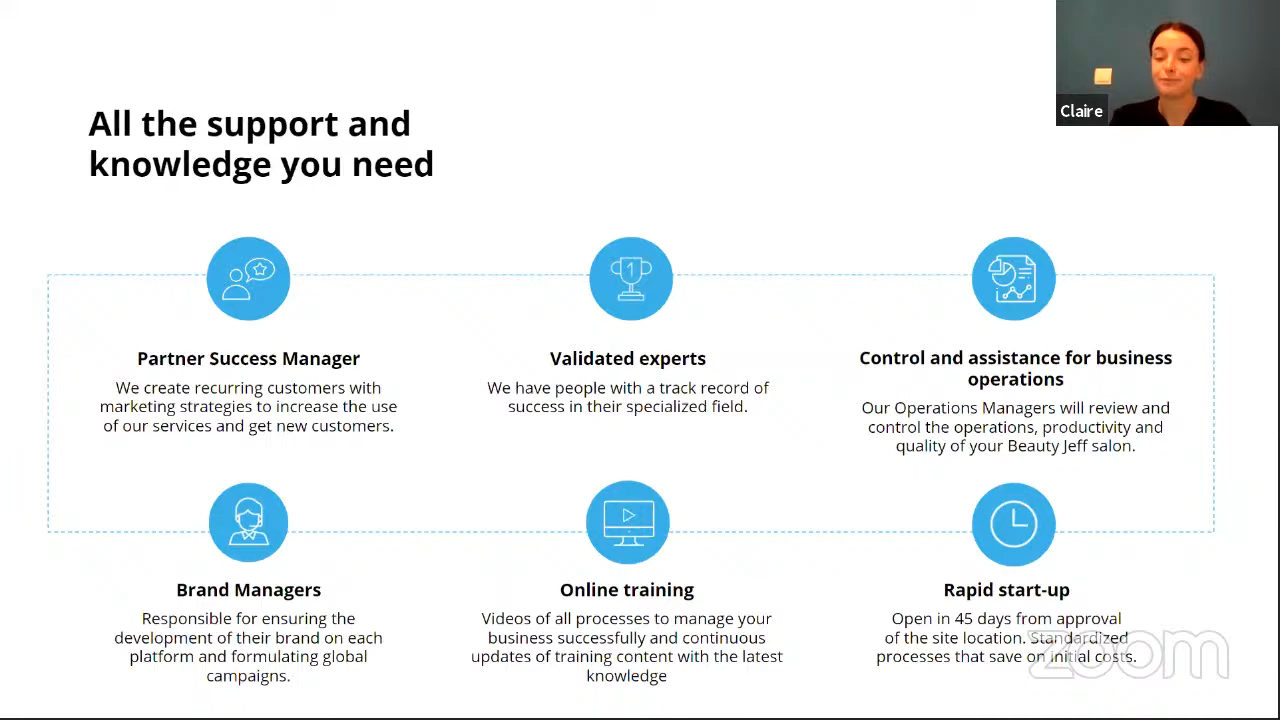 Claire
All the support and
knowledge you need
Partner Success Manager
We create recurring customers with
marketing strategies to increase the use
of our services and get new customers.
Validated experts
We have people with a track record of
success in their specialized field.
Control and assistance for business
operations
Our Operations Managers will review and
control the operations, productivity and
quality of your Beauty Jeff salon.
Brand Managers
Responsible for ensuring the
development of their brand on each
platform and formulating global
campaigns.
Online training
Videos of all processes to manage your
business successfully and continuous
updates of training content with the latest
knowledge
Rapid start-up
Open in 45 days from approval
of the site location. Standardized
processes that save on initial costs.
zoom
1